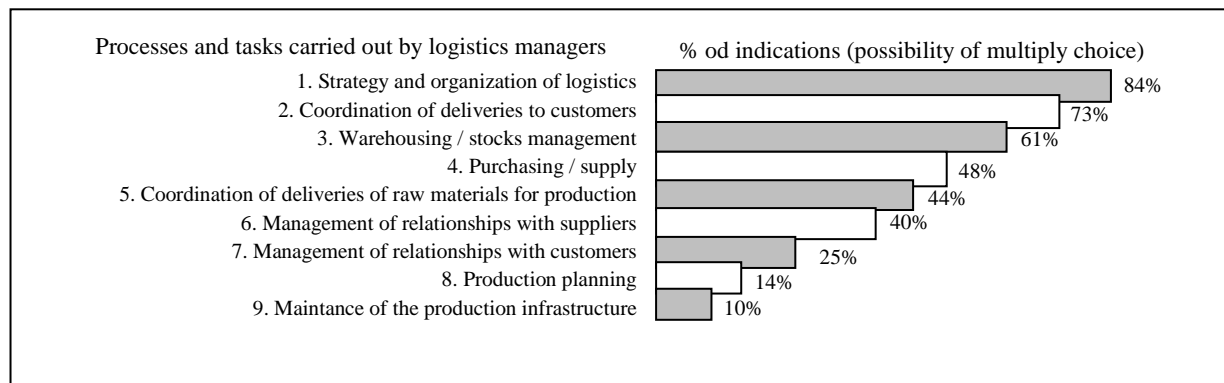 Processes and tasks carried out by logistics managers % od indications (possibility of multiply choice)
1. Strategy and organization of logistics 84%
2. Coordination of deliveries to customers 73%
3. Warehousing / stocks management 61%
4. Purchasing / supply 48%
5. Coordination of deliveries of raw materials for production 44%
6. Management of relationships with suppliers 40%
7. Management of relationships with customers 25%
8. Production planning 14%
9. Maintance of the production infrastructure 10%